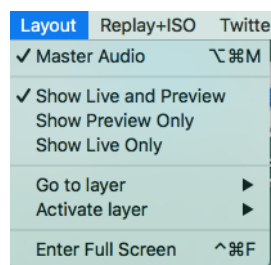 Layout Replay+ISO Twitte
✓ Master Audio ⌥⌘M
✓ Show Live and Preview
Show Preview Only
Show Live Only
Go to layer ▶
Activate layer ▶
Enter Full Screen ^⌘F